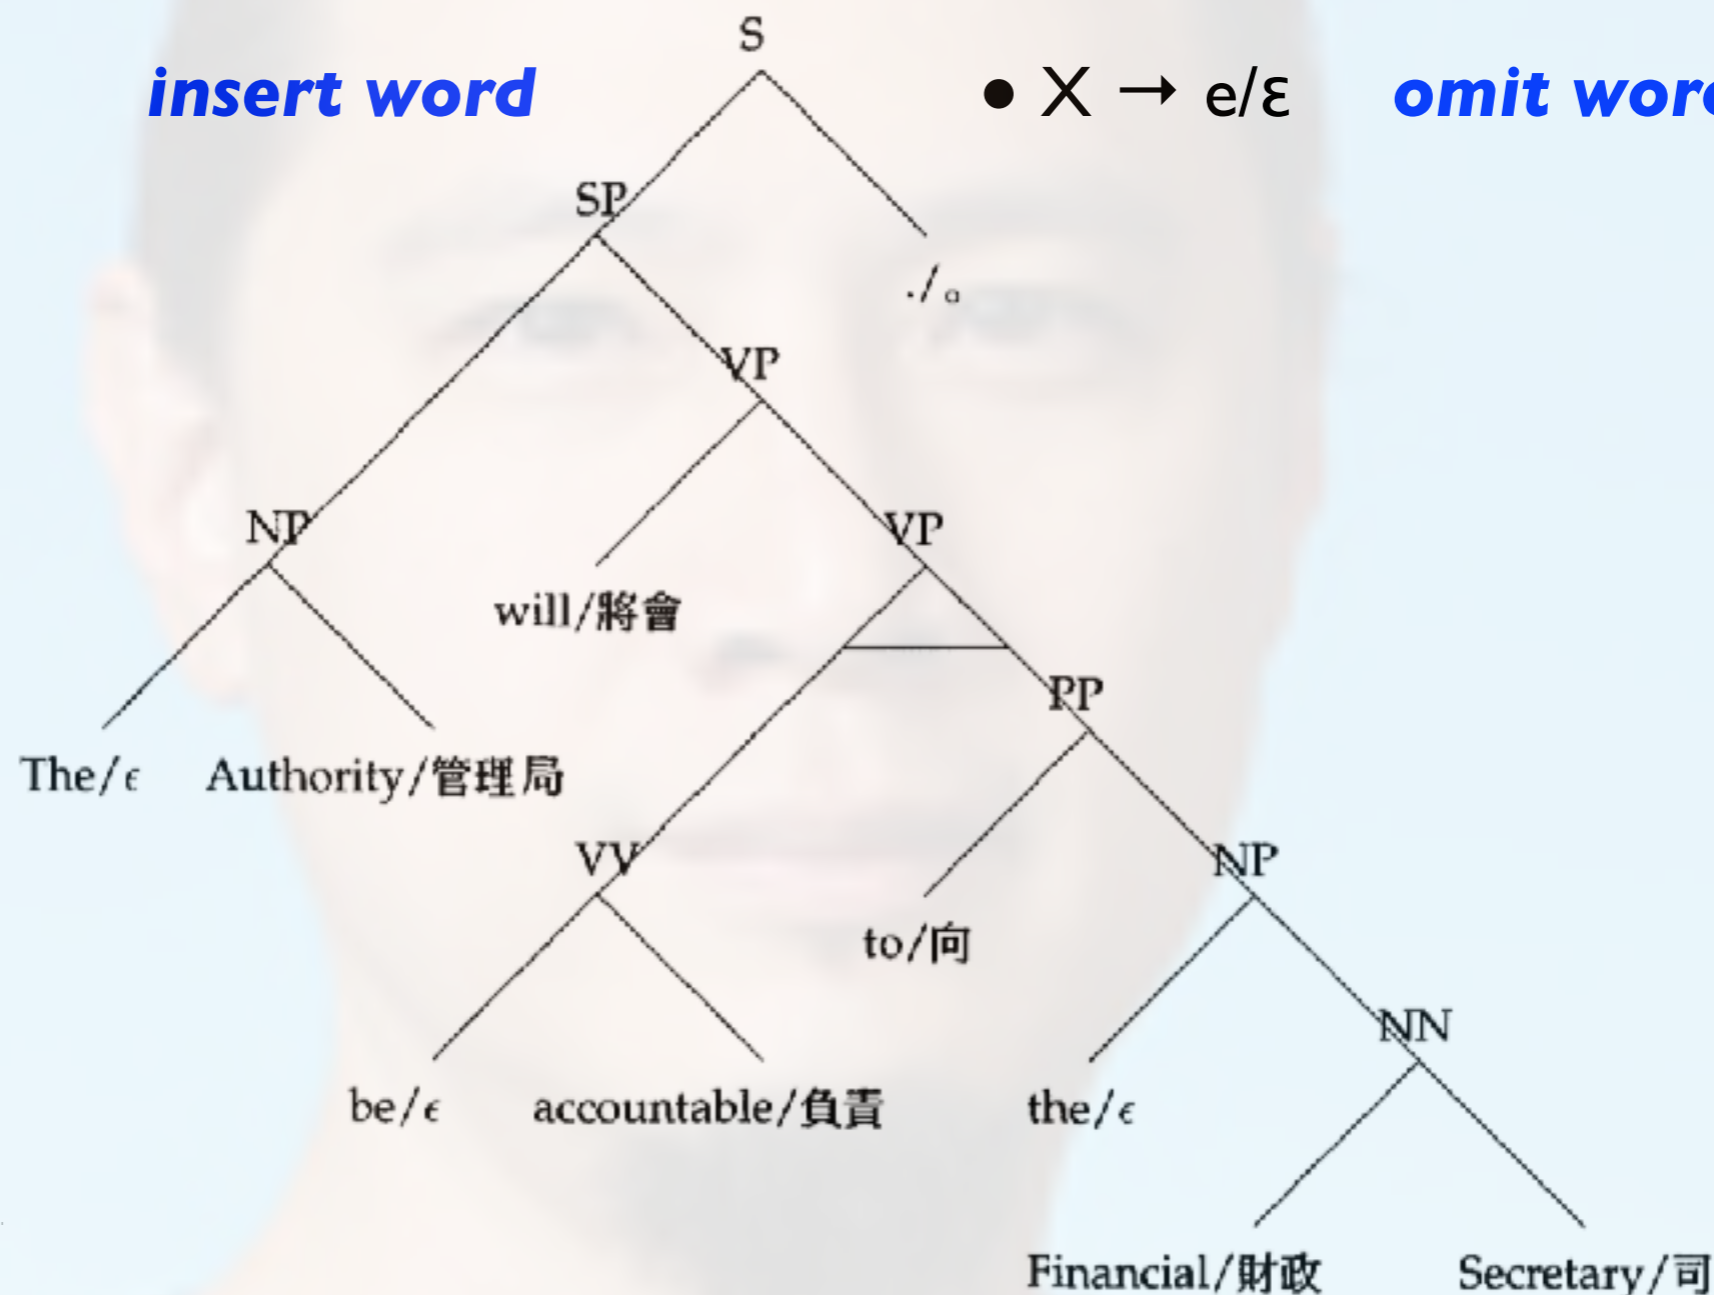 S
insert word
● X → e/ε omit word
SP
./。
VP
NP
VP
will/將會
PP
The/ϵ Authority/管理局
VV
NP
to/向
NN
be/ϵ accountable/負責 the/ϵ
Financial/財政 Secretary/司